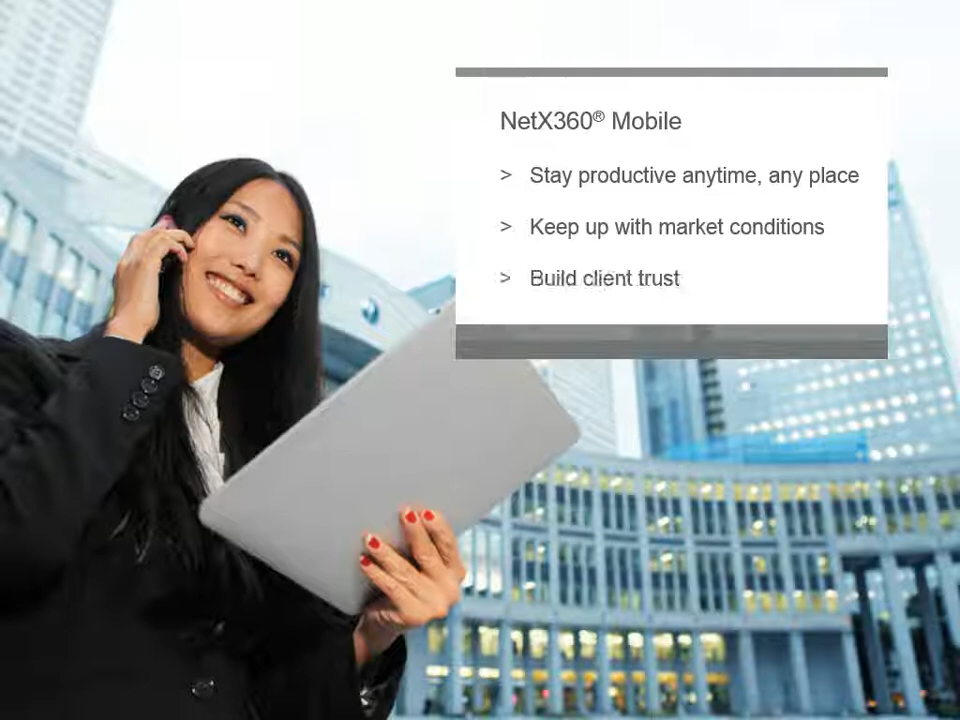 NetX360® Mobile
> Stay productive anytime, any place
> Keep up with market conditions
> Build client trust